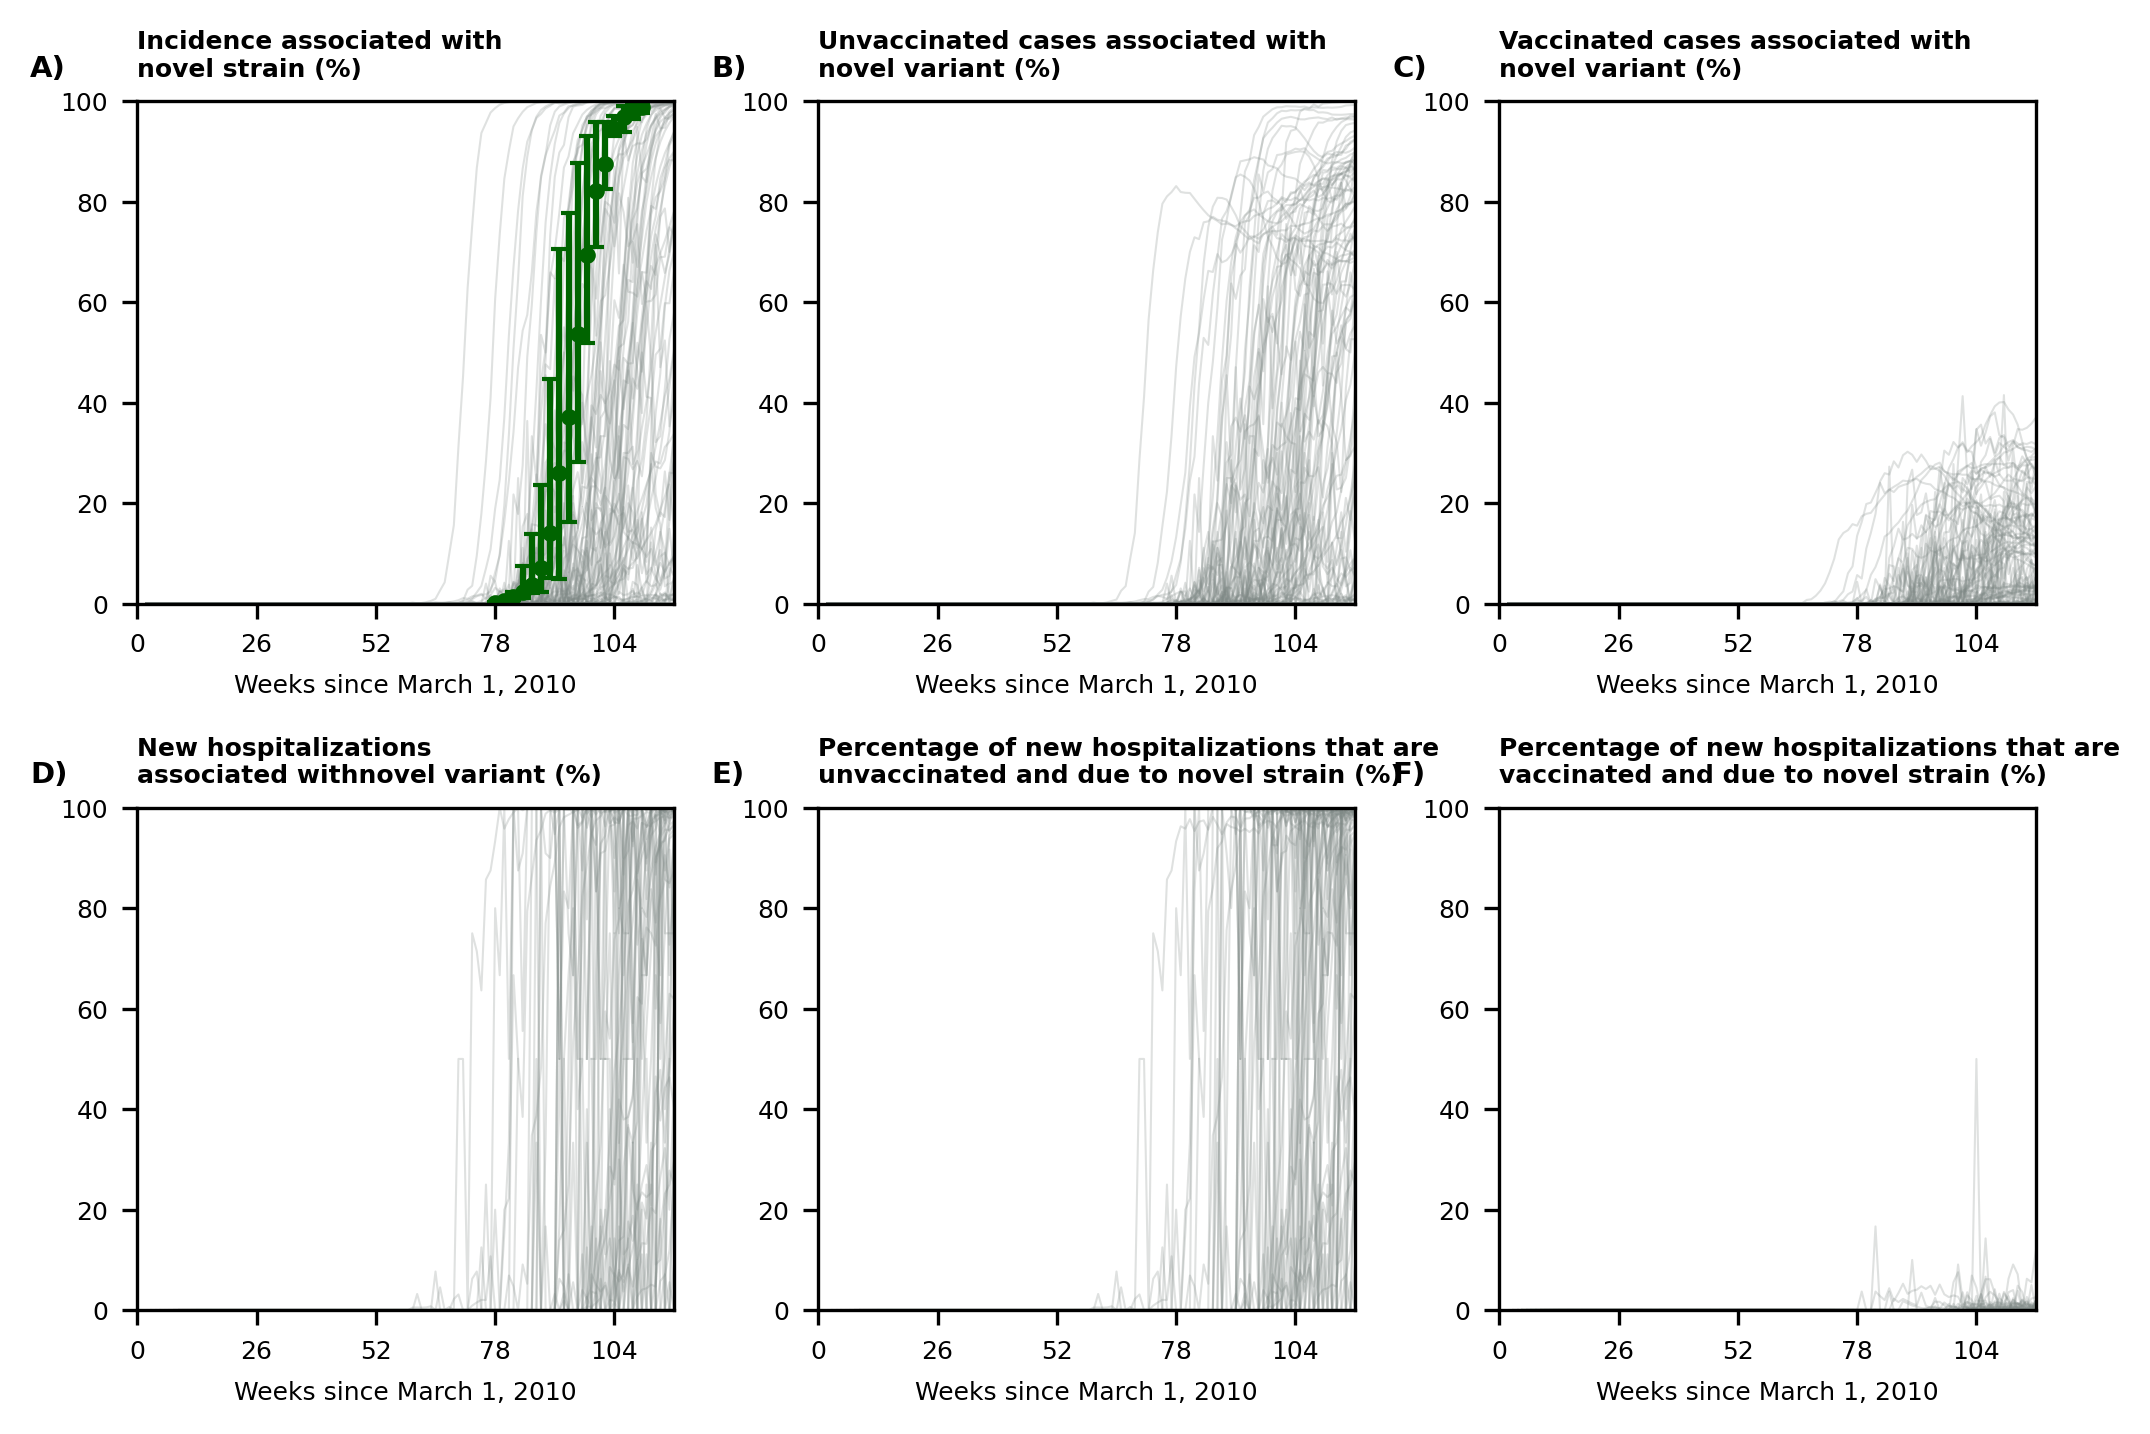 A)
Incidence associated with
novel strain (%)
100
80
60
40
20
0
0 26 52 78 104
Weeks since March 1, 2010
B)
Unvaccinated cases associated with
novel variant (%)
100
80
60
40
20
0
0 26 52 78 104
Weeks since March 1, 2010
C)
Vaccinated cases associated with
novel variant (%)
100
80
60
40
20
0
0 26 52 78 104
Weeks since March 1, 2010
D)
New hospitalizations
associated withnovel variant (%)
100
80
60
40
20
0
0 26 52 78 104
Weeks since March 1, 2010
E)
Percentage of new hospitalizations that are
unvaccinated and due to novel strain (%)
100
80
60
40
20
0
0 26 52 78 104
Weeks since March 1, 2010
F)
Percentage of new hospitalizations that are
vaccinated and due to novel strain (%)
100
80
60
40
20
0
0 26 52 78 104
Weeks since March 1, 2010